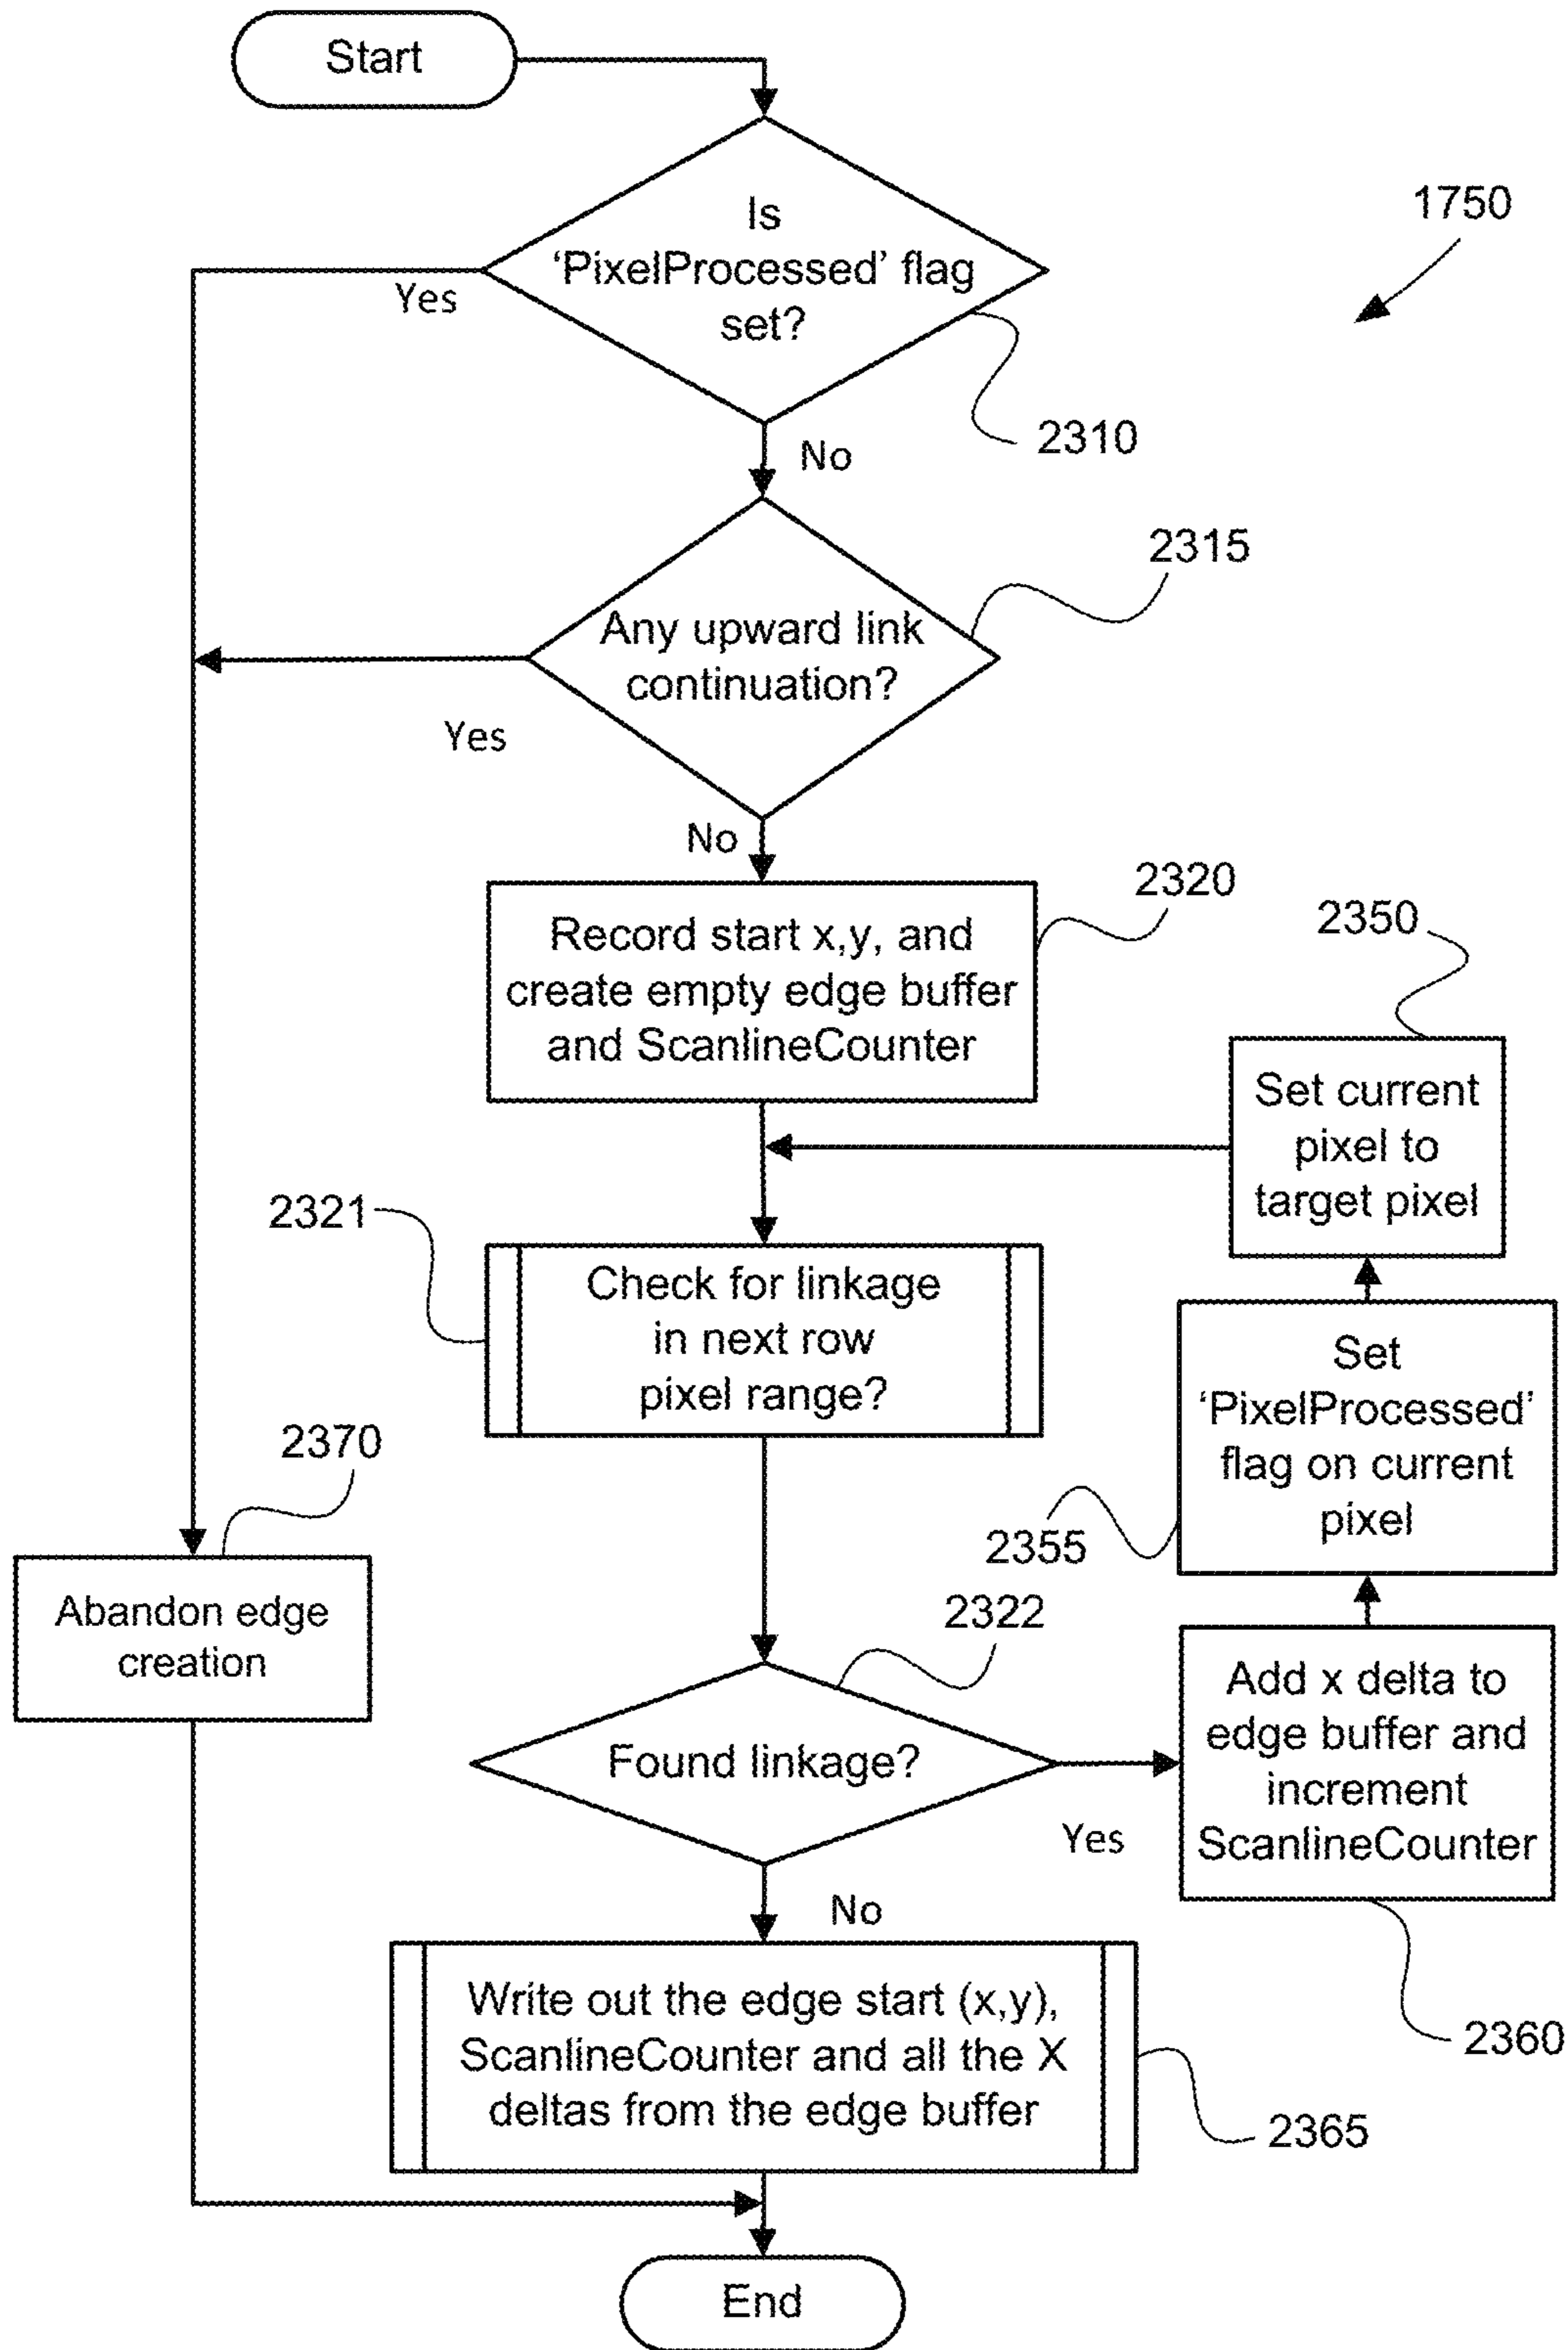 Start
Is
‘PixelProcessed’ flag
set?
1750
Yes
2310
No
2315
Any upward link
continuation?
Yes
No
2320
Record start x,y, and
create empty edge buffer
and ScanlineCounter
2350
Set current
pixel to
target pixel
2321
Check for linkage
in next row
pixel range?
Set
‘PixelProcessed’
flag on current
pixel
2370
2355
Abandon edge
creation
2322
Found linkage?
Yes
Add x delta to
edge buffer and
increment
ScanlineCounter
No
2360
Write out the edge start (x,y),
ScanlineCounter and all the X
deltas from the edge buffer
2365
End